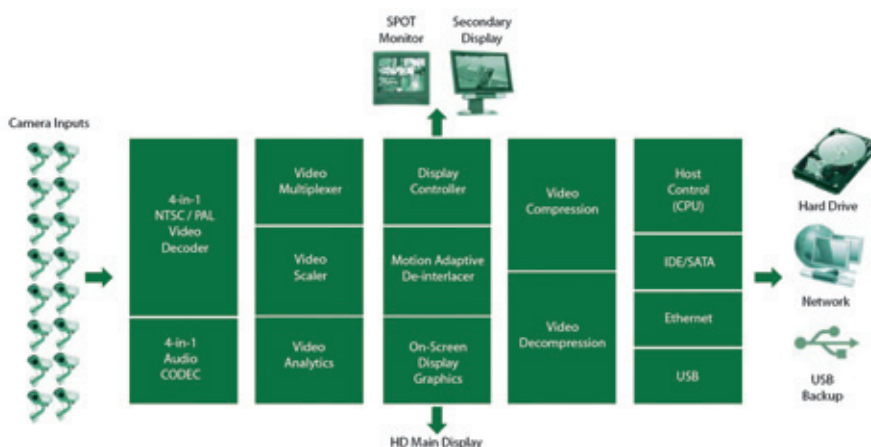 SPOT
Monitor
Secondary
Display
Camera Inputs
4-in-1
NTSC / PAL
Video
Decoder
4-in-1
Audio
CODEC
Video
Multiplexer
Video
Scaler
Video
Analytics
Display
Controller
Motion Adaptive
De-interlacer
On-Screen
Display
Graphics
Video
Compression
Video
Decompression
Host
Control
(CPU)
IDE/SATA
Ethernet
USB
Hard Drive
Network
USB
Backup
HD Main Display